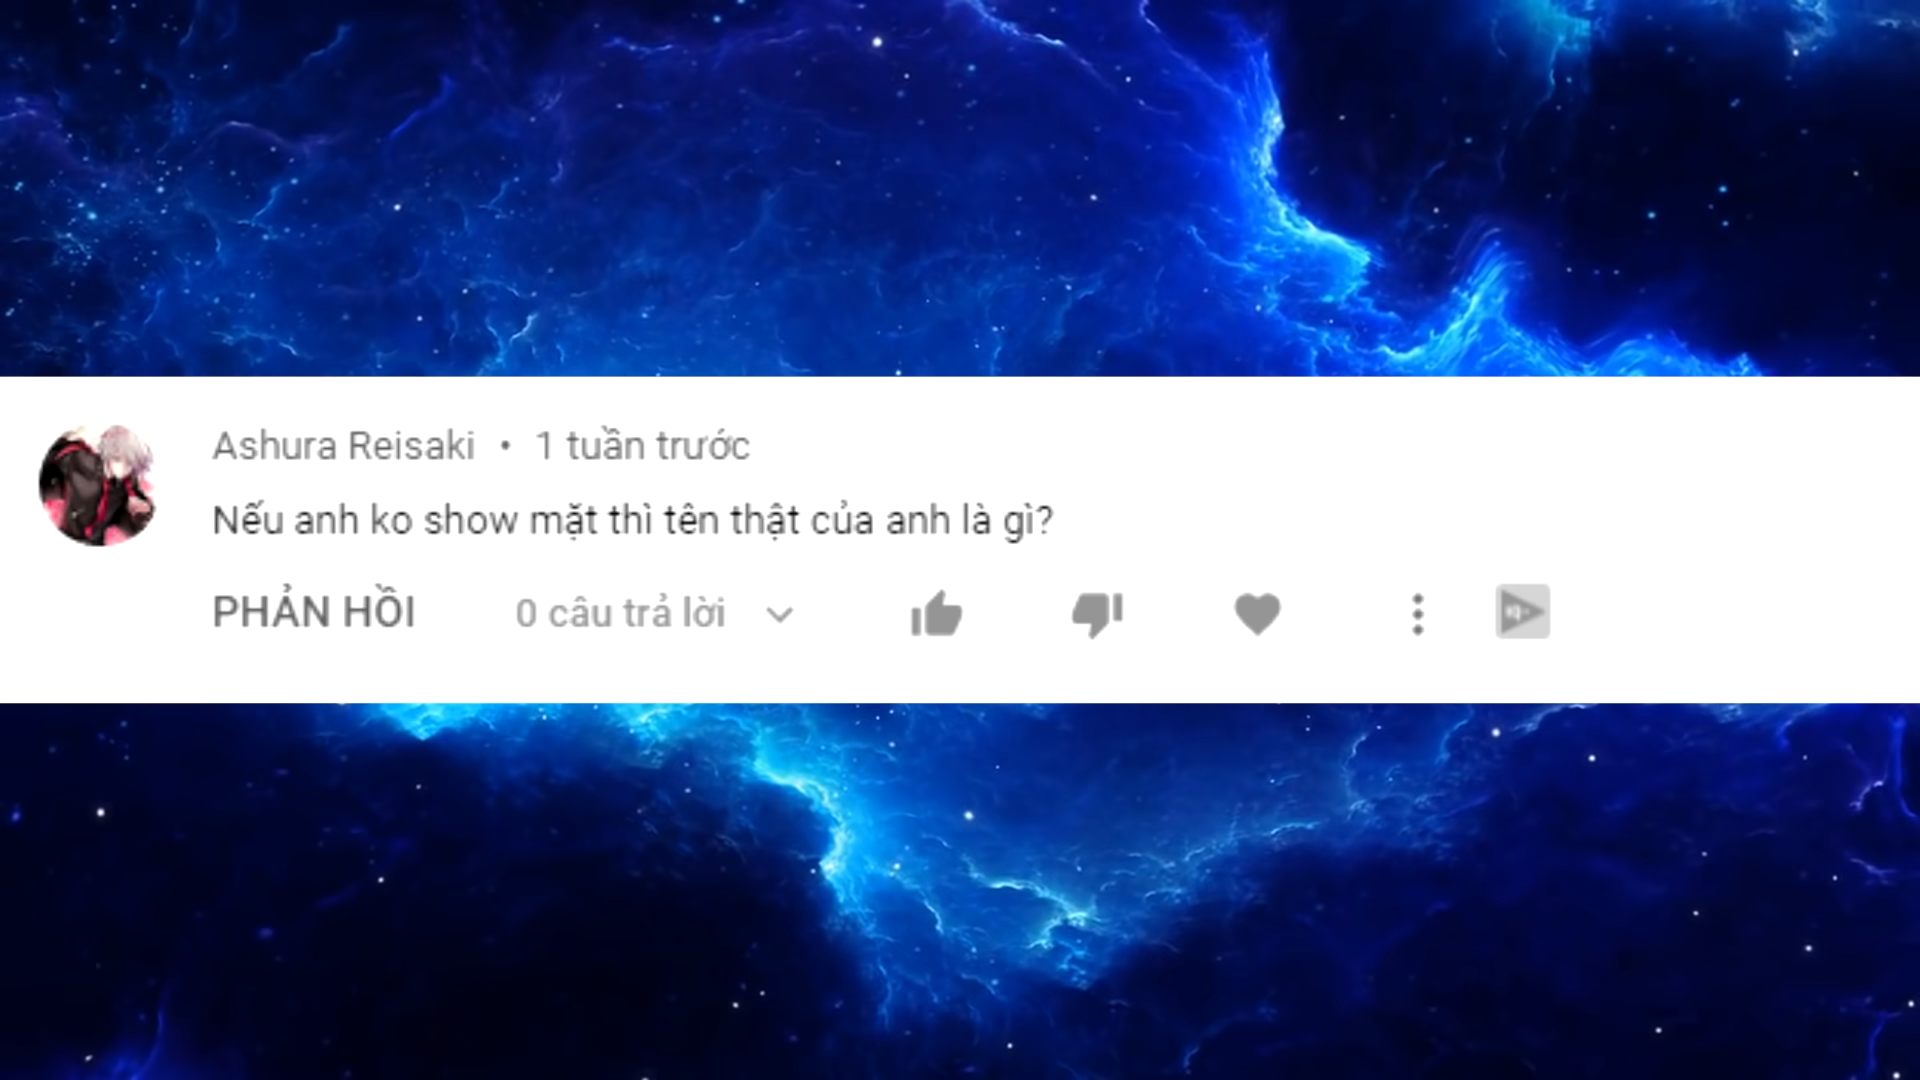 Ashura Reisaki • 1 tuần trước
Nếu anh ko show mặt thì tên thật của anh là gì?
PHẢN HỒI 0 câu trả lời